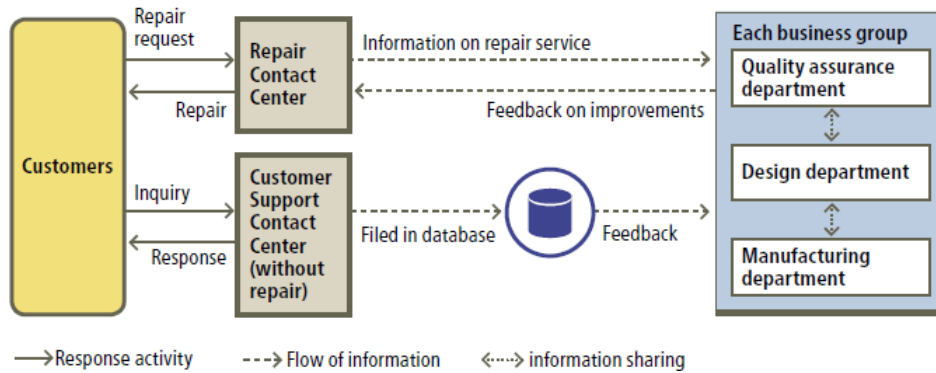 Repair
request
Repair
Contact
Center
Information on repair service
Each business group
Quality assurance
department
Repair
Feedback on improvements
Customers
Inquiry
Customer
Support
Contact
Center
(without
repair)
Design department
Response
Filed in database
Feedback
Manufacturing
department
Response activity
Flow of information
information sharing